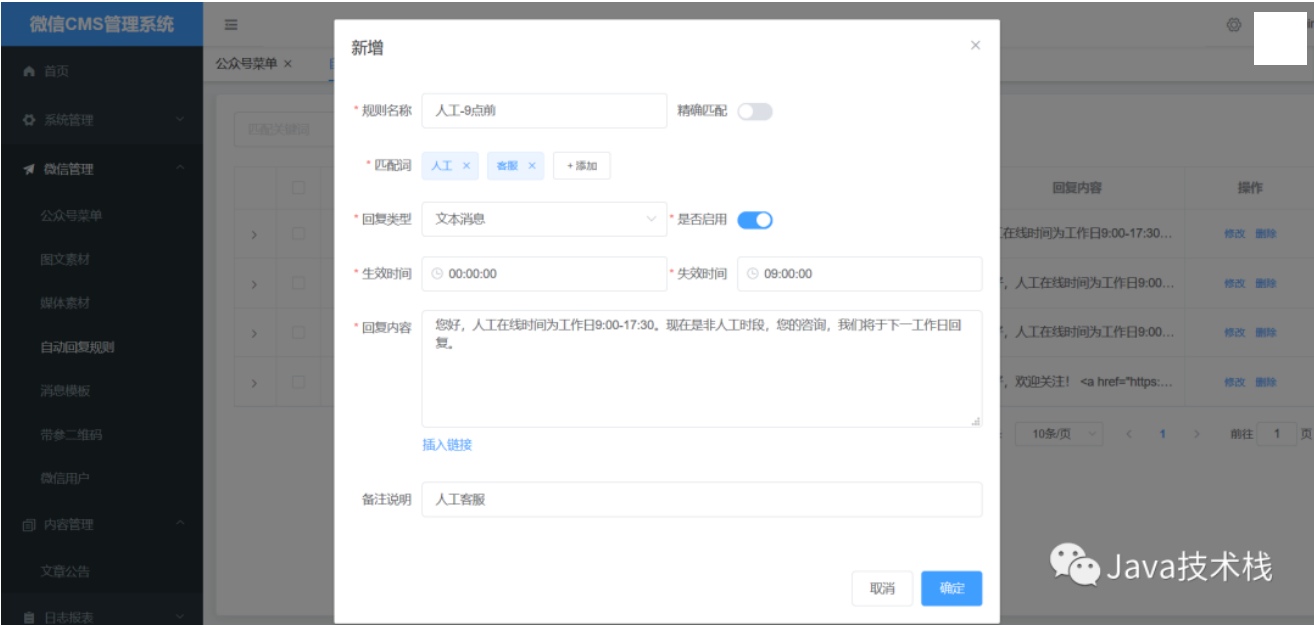 微信CMS管理系统
首页
系统管理
微信管理
公众号菜单
图文素材
媒体素材
自动回复规则
消息模板
带参二维码
微信用户
内容管理
文章公告
日志报表
公众号菜单 ×
匹配关键词
新增
* 规则名称 人工-9点前 精确匹配
* 匹配词 人工 × 客服 × + 添加
* 回复类型 文本消息 * 是否启用
* 生效时间 00:00:00 * 失效时间 09:00:00
* 回复内容 您好，人工在线时间为工作日9:00-17:30。现在是非人工时段，您的咨询，我们将于下一工作日回
复。
插入链接
备注说明 人工客服
取消 确定
回复内容 操作
在线时间为工作日9:00-17:30... 修改 删除
，人工在线时间为工作日9:00... 修改 删除
，人工在线时间为工作日9:00... 修改 删除
，欢迎关注！ <a href="https:... 修改 删除
10条/页 < 1 > 前往 1 页
Java技术栈